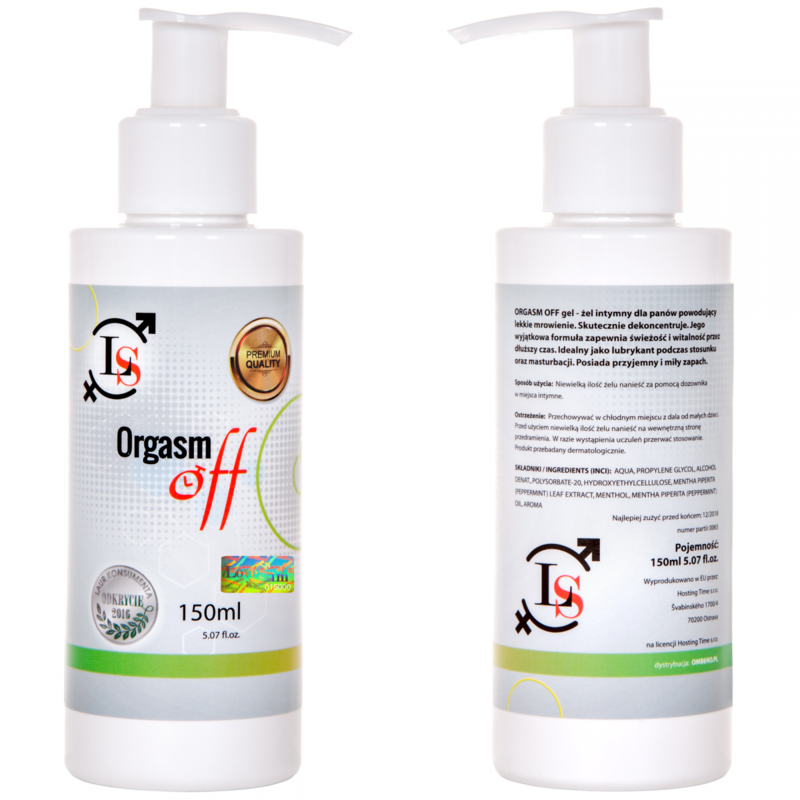 LS
PREMIUM
QUALITY
Orgasm
off
LAUR KONSUMENTA
ODKRYCIE
2016
015000
150ml
5.07 fl.oz.
ORGASM OFF gel - żel intymny dla panów powodujący
lekkie mrowienie. Skutecznie dekoncentruje. Jego
wyjątkowa formuła zapewnia świeżość i witalność przez
dłuższy czas. Idealny jako lubrykant podczas stosunku
oraz masturbacji. Posiada przyjemny i miły zapach.
Sposób użycia: Niewielką ilość żelu nanieść za pomocą dozownika
w miejsca intymne.
Ostrzeżenie: Przechowywać w chłodnym miejscu z dala od małych dzieci.
Przed użyciem niewielką ilość żelu nanieść na wewnętrzną stronę
przedramienia. W razie wystąpienia uczuleń przerwać stosowanie.
Produkt przebadany dermatologicznie.
SKŁADNIKI / INGREDIENTS (INCI): AQUA, PROPYLENE GLYCOL, ALCOHOL
DENAT, POLYSORBATE-20, HYDROXYETHYLCELLULOSE, MENTHA PIPERITA
(PEPPERMINT) LEAF EXTRACT, MENTHOL, MENTHA PIPERITA (PEPPERMINT)
OIL, AROMA
Najlepiej zużyć przed końcem: 12/2018
numer partii: 0063
Pojemność:
150ml 5.07 fl.oz.
LS
Wyprodukowano w EU przez:
Hosting Time s.r.o.
Švabinského 1700/4
70200 Ostrava
na licencji Hosting Time s.r.o.
dystrybucja: OMBERO.PL